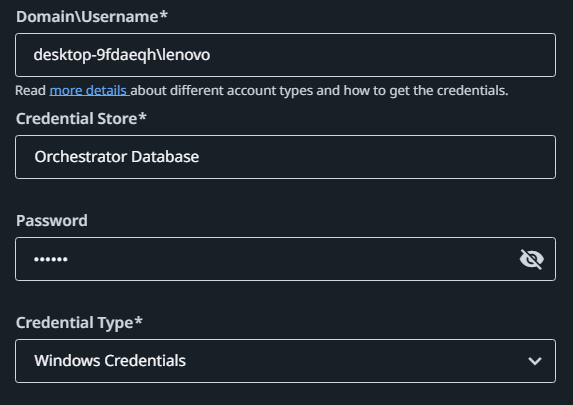 Domain\Username*
desktop-9fdaeqh\lenovo
Read more details about different account types and how to get the credentials.
Credential Store*
Orchestrator Database
Password
••••••
Credential Type*
Windows Credentials